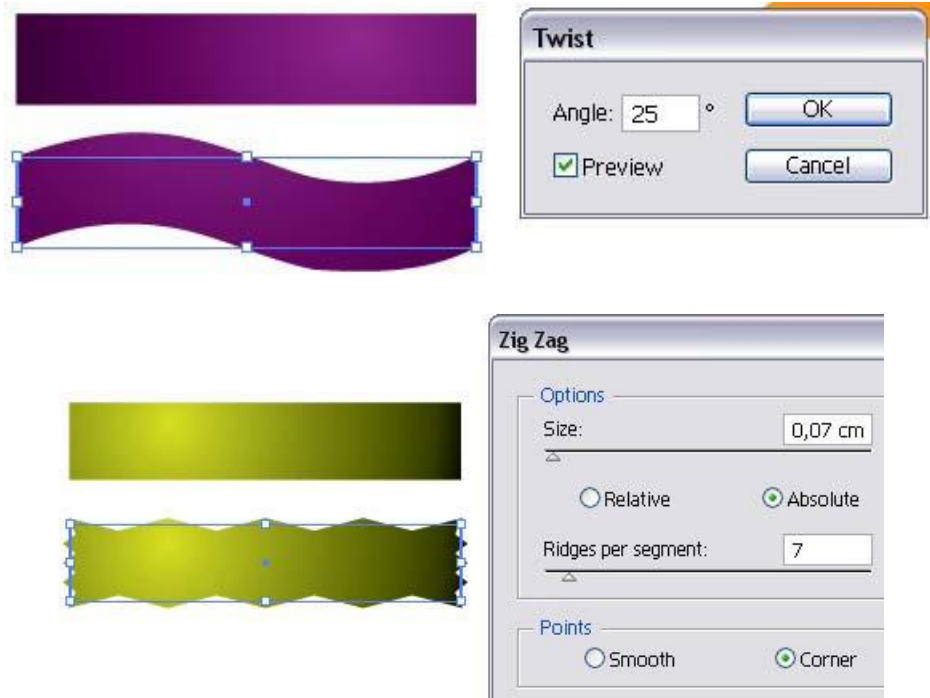 Twist
Angle: 25 ° OK
Preview Cancel
Zig Zag
Options
Size: 0,07 cm
Relative Absolute
Ridges per segment: 7
Points
Smooth Corner